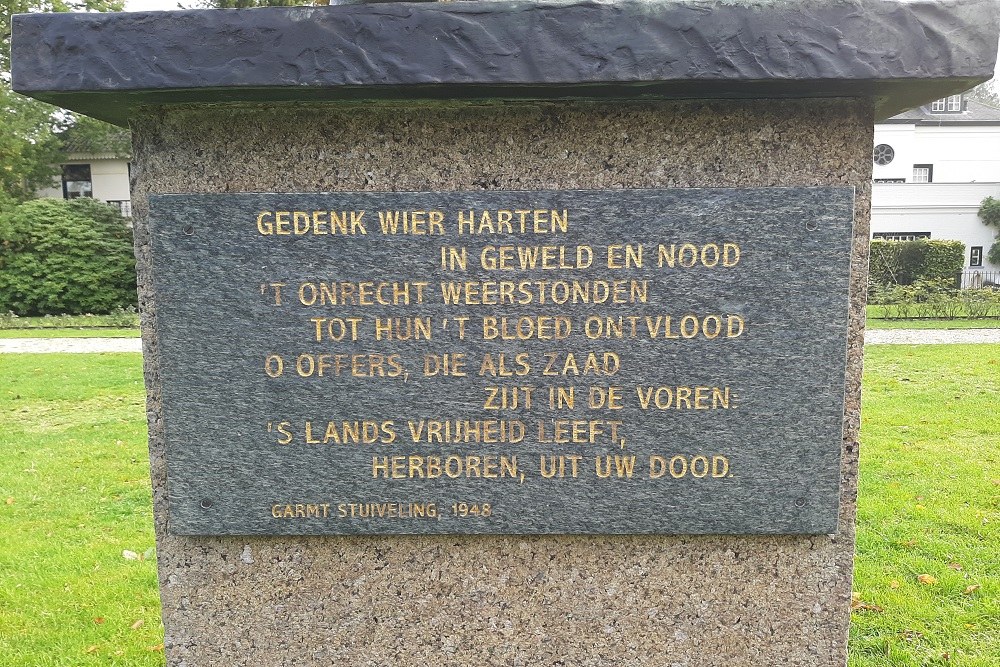 GEDENK WIER HARTEN
IN GEWELD EN NOOD
'T ONRECHT WEERSTONDEN
TOT HUN 'T BLOED ONTVLOOD
O OFFERS, DIE ALS ZAAD
ZIJT IN DE VOREN:
'S LANDS VRIJHEID LEEFT,
HERBOREN, UIT UW DOOD.
GARMT STUIVELING, 1948